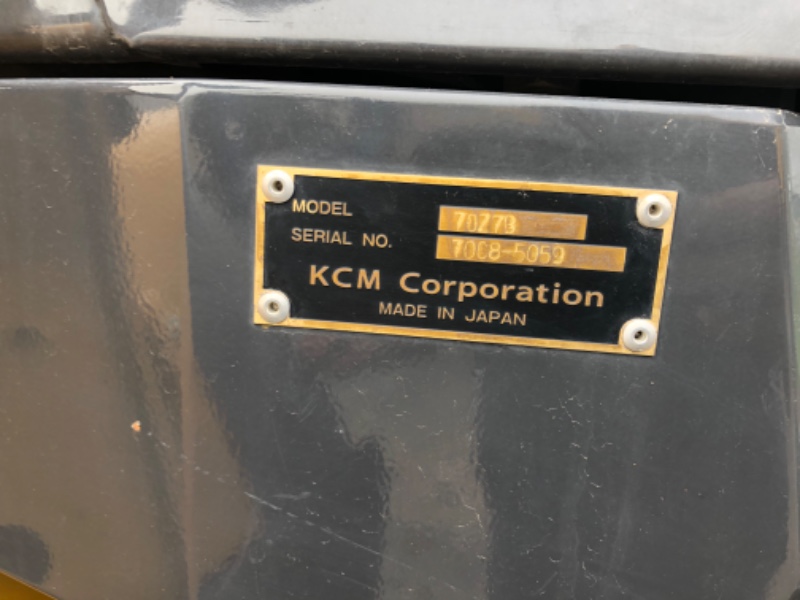 MODEL 70Z7B
SERIAL NO. 70C8-5059
KCM Corporation
MADE IN JAPAN